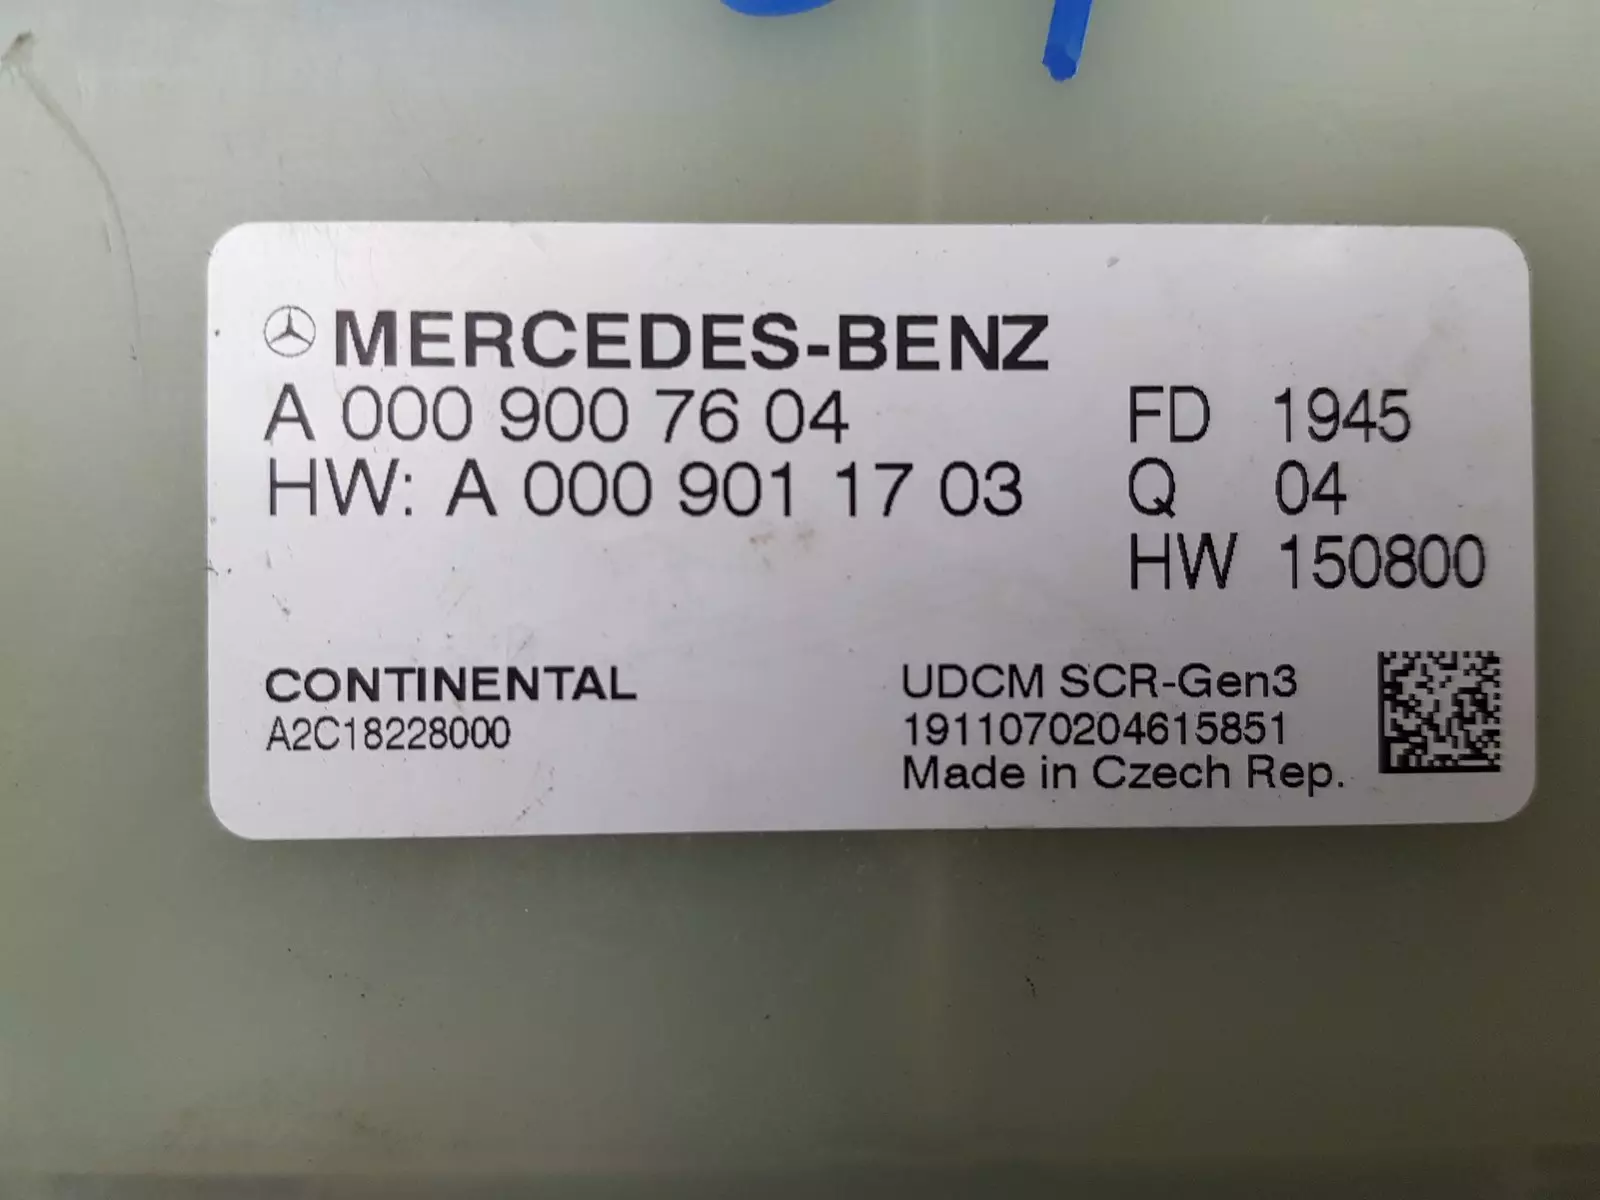 MERCEDES-BENZ
A 000 900 76 04 FD 1945
HW: A 000 901 17 03 Q 04
HW 150800
CONTINENTAL UDCM SCR-Gen3
A2C18228000 1911070204615851
Made in Czech Rep.